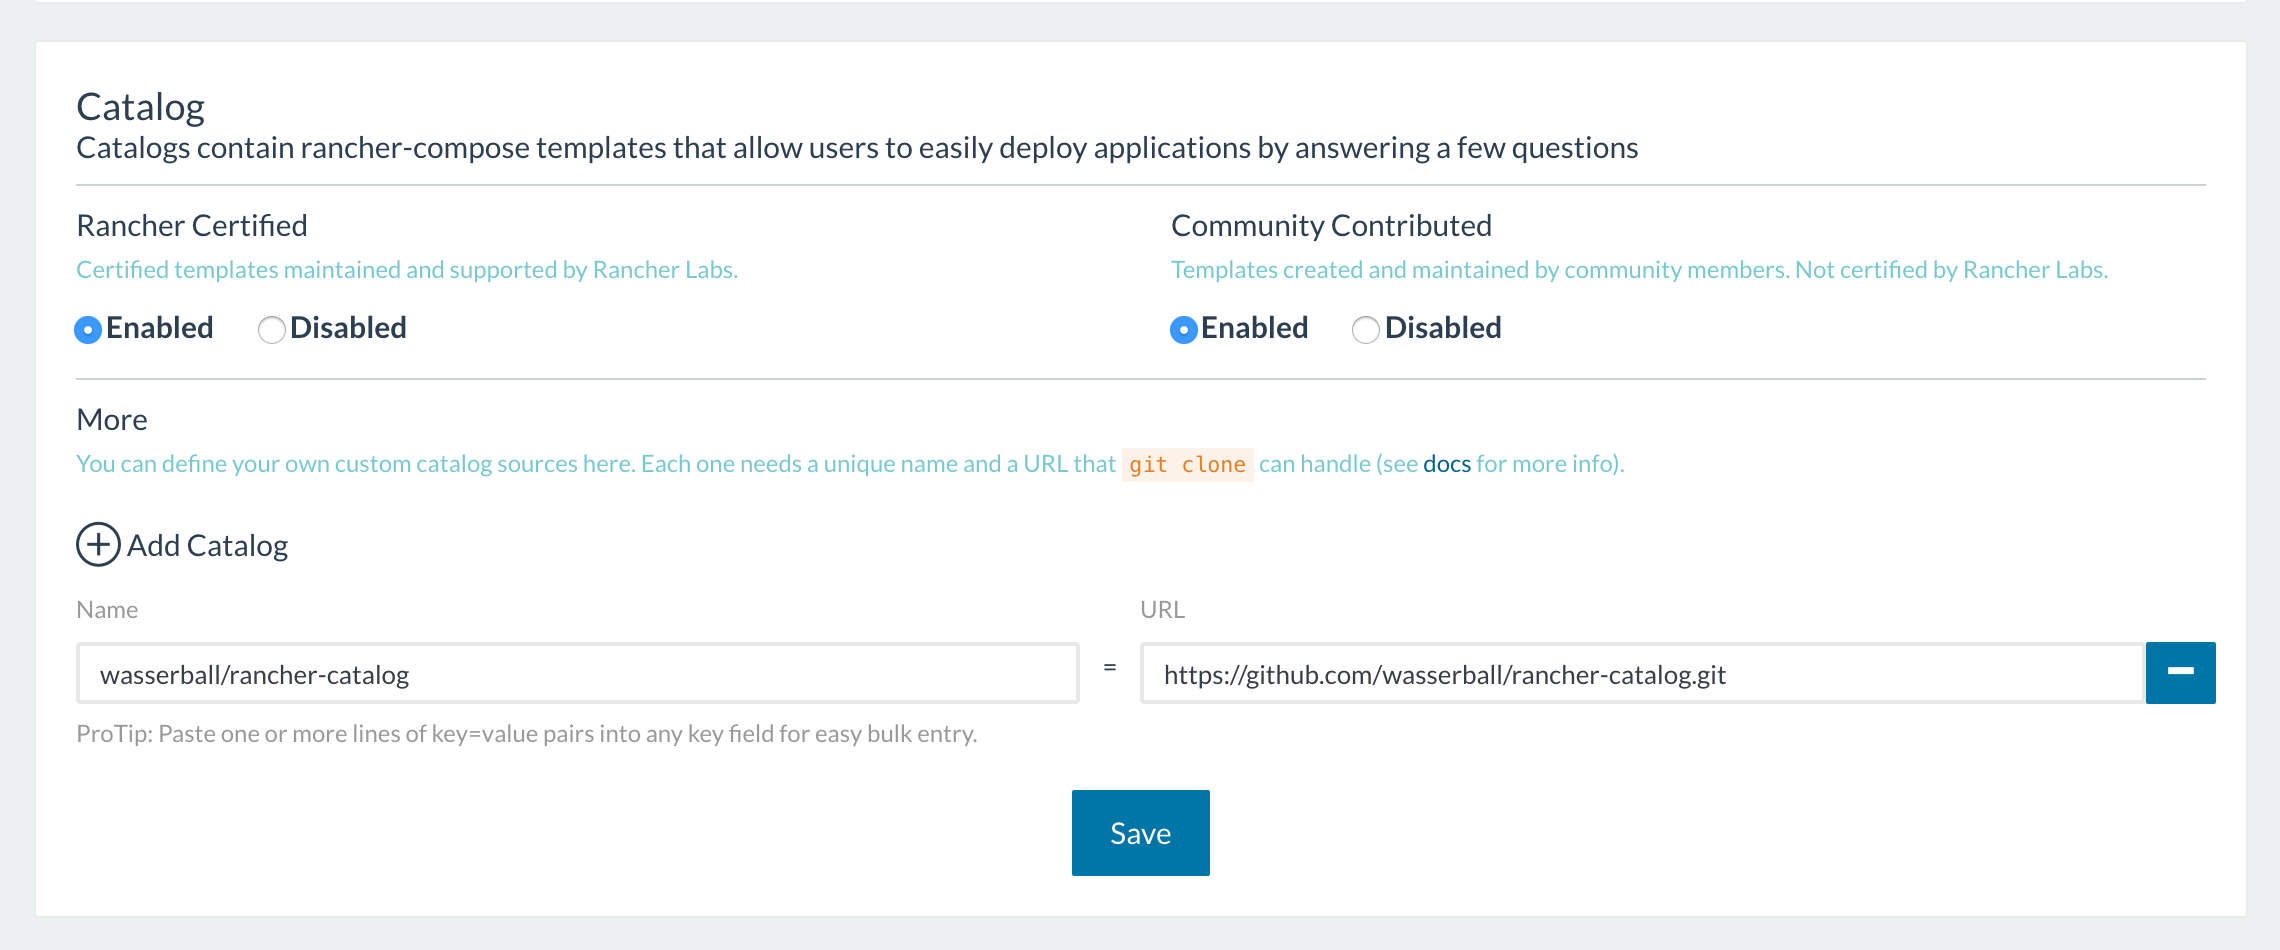 Catalog
Catalogs contain rancher-compose templates that allow users to easily deploy applications by answering a few questions
Rancher Certified
Certified templates maintained and supported by Rancher Labs.
Enabled Disabled
Community Contributed
Templates created and maintained by community members. Not certified by Rancher Labs.
Enabled Disabled
More
You can define your own custom catalog sources here. Each one needs a unique name and a URL that git clone can handle (see docs for more info).
Add Catalog
Name URL
wasserball/rancher-catalog = https://github.com/wasserball/rancher-catalog.git
ProTip: Paste one or more lines of key=value pairs into any key field for easy bulk entry.
Save